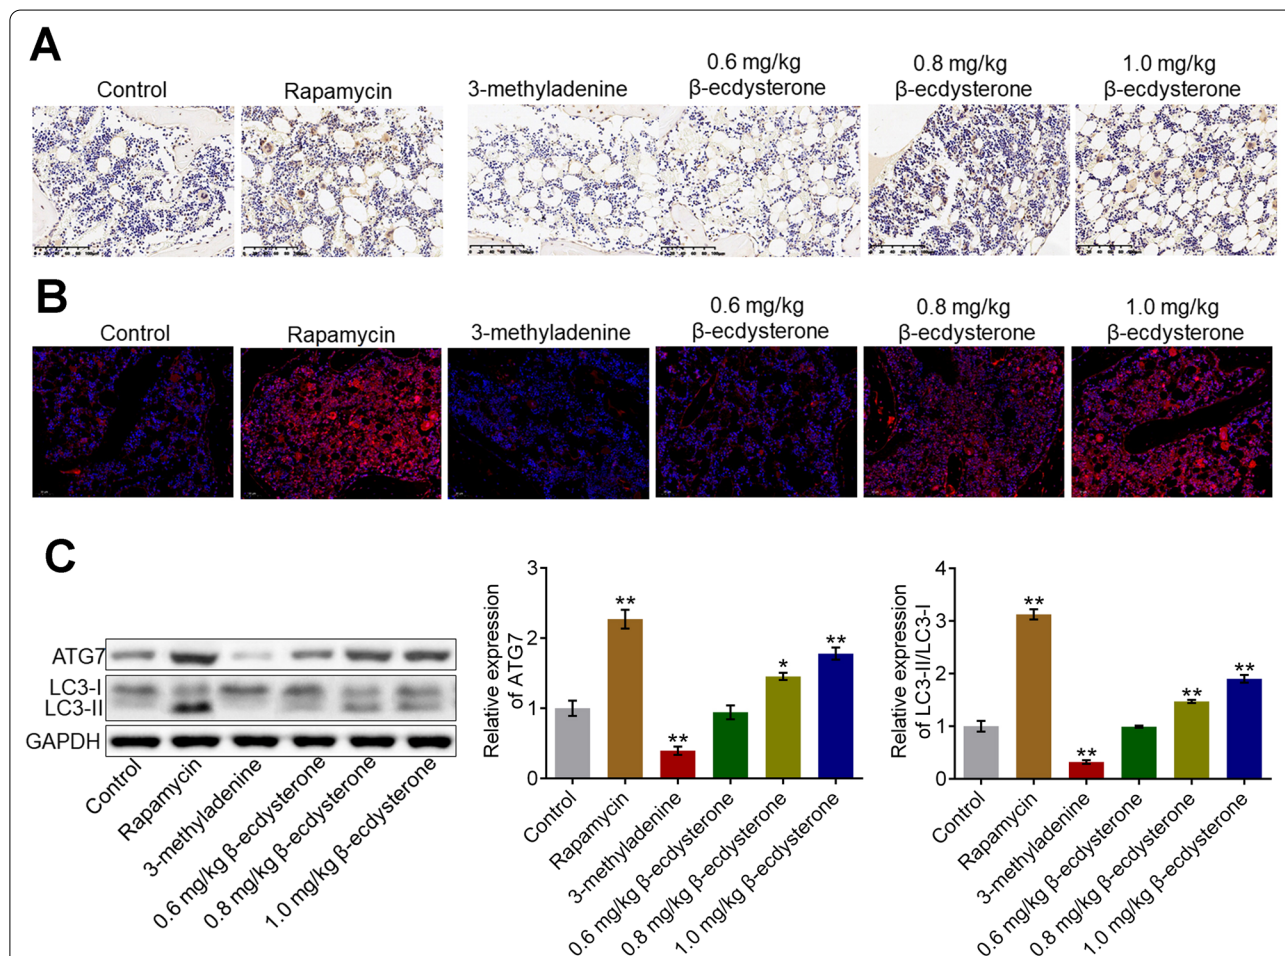 A
Control
Rapamycin
3-methyladenine
0.6 mg/kg
β-ecdysterone
0.8 mg/kg
β-ecdysterone
1.0 mg/kg
β-ecdysterone
B
Control
Rapamycin
3-methyladenine
0.6 mg/kg
β-ecdysterone
0.8 mg/kg
β-ecdysterone
1.0 mg/kg
β-ecdysterone
C
ATG7
LC3-I
LC3-II
GAPDH
Control
Rapamycin
3-methyladenine
0.6 mg/kg β-ecdysterone
0.8 mg/kg β-ecdysterone
1.0 mg/kg β-ecdysterone
Relative expression
of ATG7
3
2
1
0
**
**
*
**
Control
Rapamycin
3-methyladenine
0.6 mg/kg β-ecdysterone
0.8 mg/kg β-ecdysterone
1.0 mg/kg β-ecdysterone
Relative expression
of LC3-II/LC3-I
4
3
2
1
0
**
**
**
**
Control
Rapamycin
3-methyladenine
0.6 mg/kg β-ecdysterone
0.8 mg/kg β-ecdysterone
1.0 mg/kg β-ecdysterone